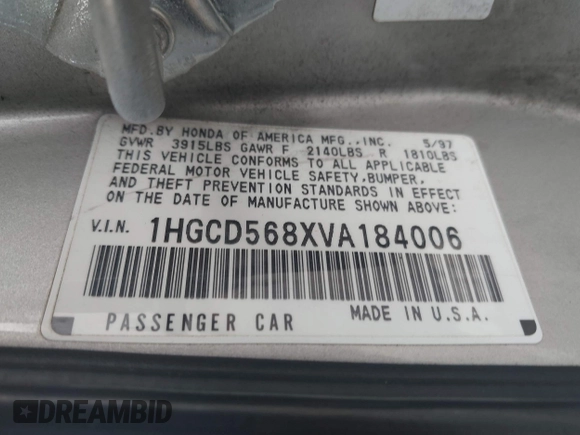 MFD. BY HONDA OF AMERICA MFG., INC. 5/97
GVWR 3915LBS GAWR F 2140LBS R 1810LBS
THIS VEHICLE CONFORMS TO ALL APPLICABLE
FEDERAL MOTOR VEHICLE SAFETY, BUMPER,
AND THEFT PREVENTION STANDARDS IN EFFECT
ON THE DATE OF MANUFACTURE SHOWN ABOVE:
V.I.N. 1HGCD568XVA184006
PASSENGER CAR MADE IN U.S.A.
DREAMBID